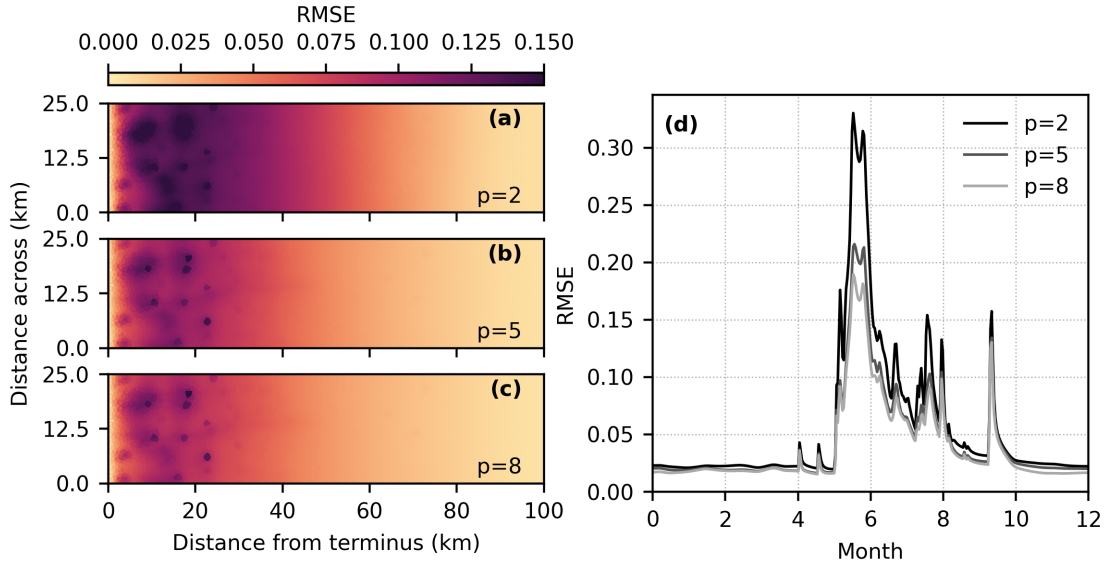 RMSE
0.000 0.025 0.050 0.075 0.100 0.125 0.150
25.0
12.5
0.0
(a)
p=2
25.0
12.5
0.0
(b)
p=5
25.0
12.5
0.0
(c)
p=8
0 20 40 60 80 100
Distance from terminus (km)
Distance across (km)
(d)
p=2
p=5
p=8
0.30
0.25
0.20
0.15
0.10
0.05
0.00
RMSE
0 2 4 6 8 10 12
Month